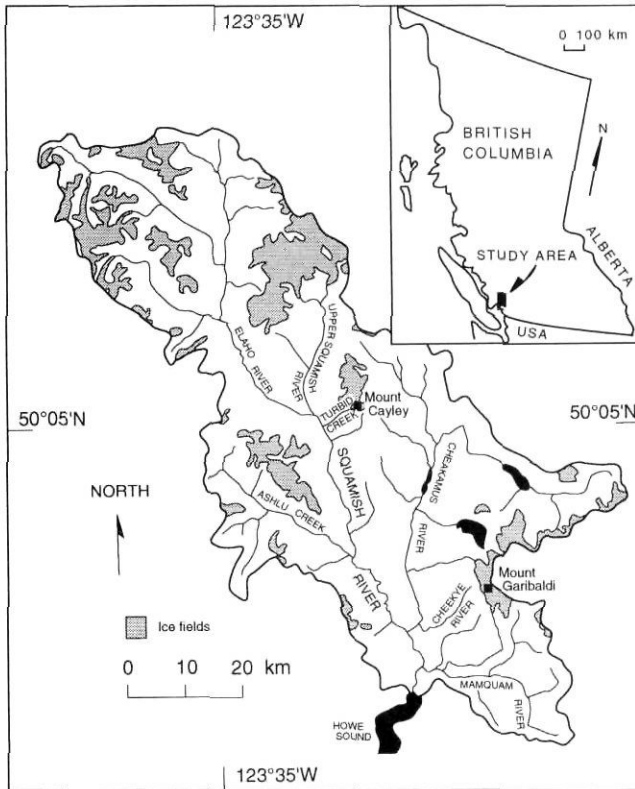 123°35'W
0 100 km
BRITISH
COLUMBIA
N
ALBERTA
STUDY AREA
USA
UPPER SQUAMISH
RIVER
ELAHO RIVER
TURBID
CREEK
Mount
Cayley
50°05'N
50°05'N
CHEAKAMUS
RIVER
SQUAMISH
RIVER
NORTH
ASHLU CREEK
Mount
Garibaldi
CHEEKYE
RIVER
Ice fields
0 10 20 km
MAMQUAM
RIVER
HOWE
SOUND
123°35'W